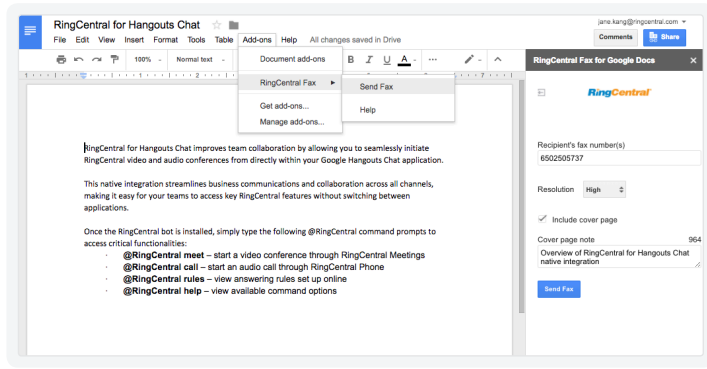 RingCentral for Hangouts Chat
jane.kang@ringcentral.com
File Edit View Insert Format Tools Table Add-ons Help All changes saved in Drive
Comments
Share
100%
Normal text
B I U A
Document add-ons
RingCentral Fax
Get add-ons...
Manage add-ons...
Send Fax
Help
1 1 2 7
RingCentral for Hangouts Chat improves team collaboration by allowing you to seamlessly initiate
RingCentral video and audio conferences from directly within your Google Hangouts Chat application.
This native integration streamlines business communications and collaboration across all channels,
making it easy for your teams to access key RingCentral features without switching between
applications.
Once the RingCentral bot is installed, simply type the following @RingCentral command prompts to
access critical functionalities:
· @RingCentral meet – start a video conference through RingCentral Meetings
· @RingCentral call – start an audio call through RingCentral Phone
· @RingCentral rules – view answering rules set up online
· @RingCentral help – view available command options
RingCentral Fax for Google Docs
RingCentral
Recipient's fax number(s)
6502505737
Resolution High
Include cover page
Cover page note 964
Overview of RingCentral for Hangouts Chat
native integration
Send Fax